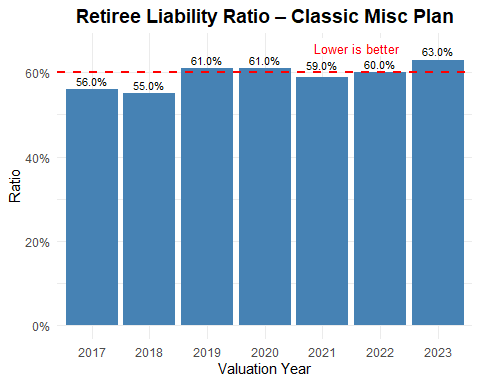 Retiree Liability Ratio – Classic Misc Plan
Lower is better
56.0% 55.0% 61.0% 61.0% 59.0% 60.0% 63.0%
60%
40%
20%
0%
Ratio
2017 2018 2019 2020 2021 2022 2023
Valuation Year